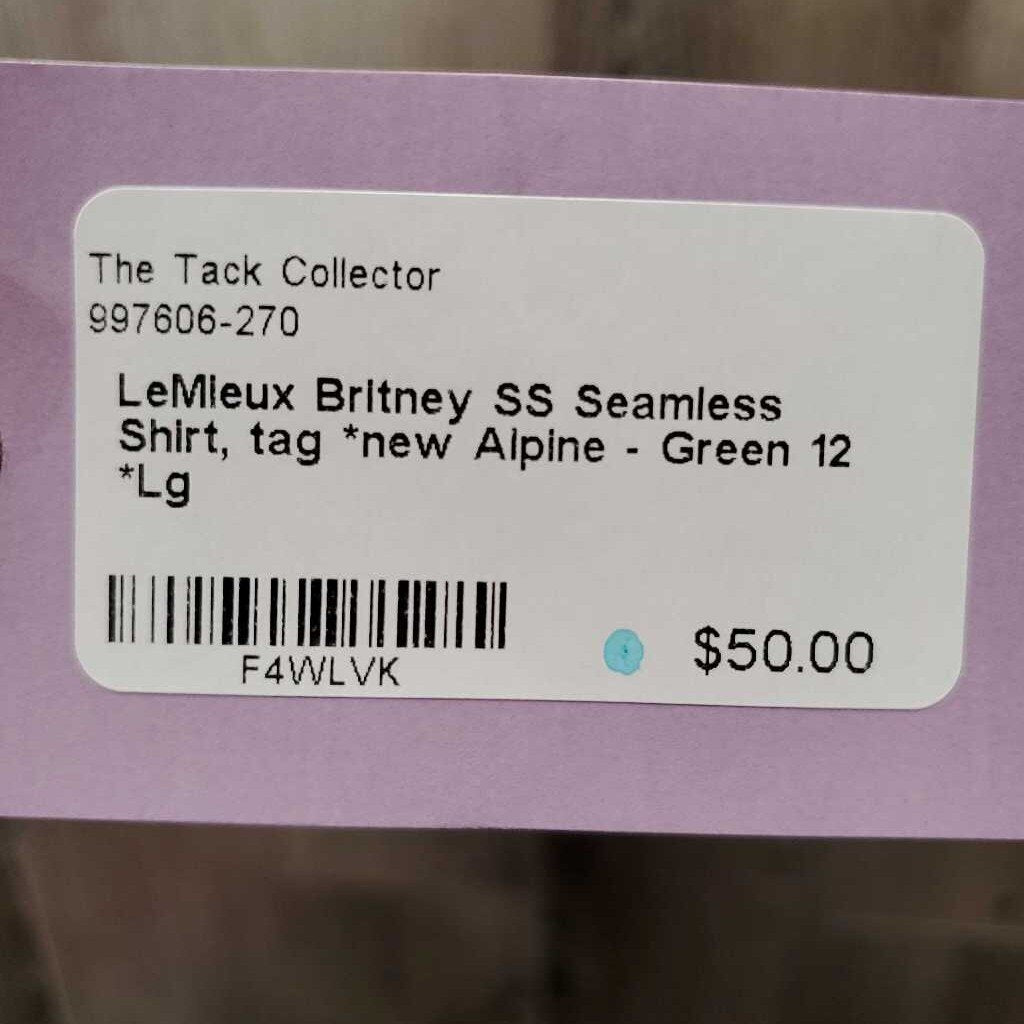 The Tack Collector
997606-270
LeMieux Britney SS Seamless
Shirt, tag *new Alpine - Green 12
*Lg
F4WLVK
$50.00